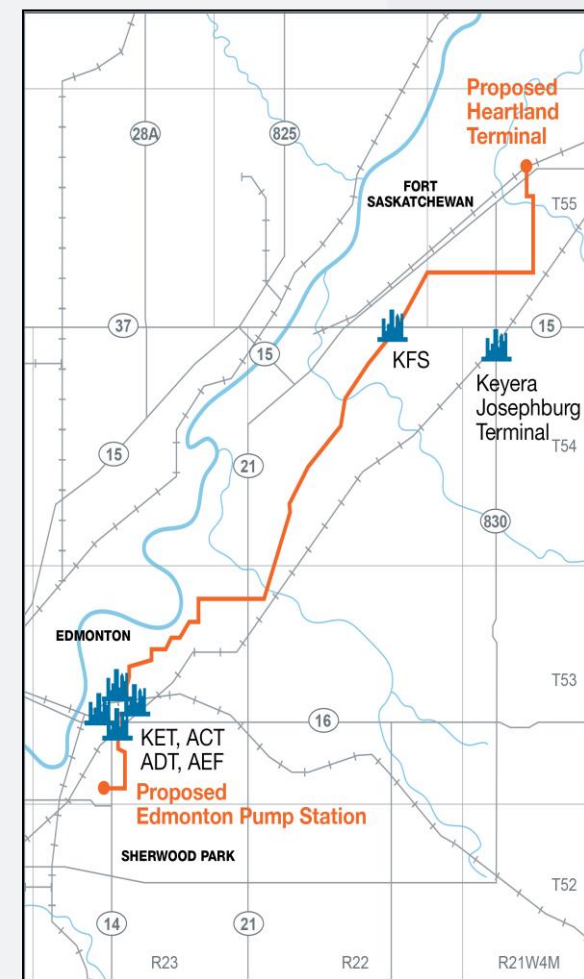 Proposed
Heartland
Terminal
28A
825
FORT
SASKATCHEWAN
T55
37
15
15
KFS
Keyera
Josephburg
Terminal
T54
15
21
830
EDMONTON
T53
KET, ACT
ADT, AEF
16
Proposed
Edmonton Pump Station
SHERWOOD PARK
T52
14
21
R23
R22
R21W4M